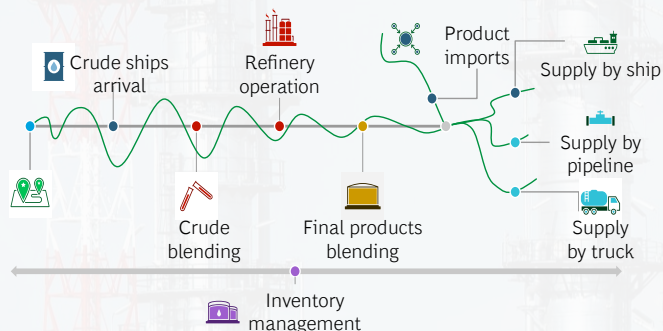 Crude ships
arrival
Refinery
operation
Product
imports
Supply by ship
Supply by
pipeline
Crude
blending
Final products
blending
Supply
by truck
Inventory
management